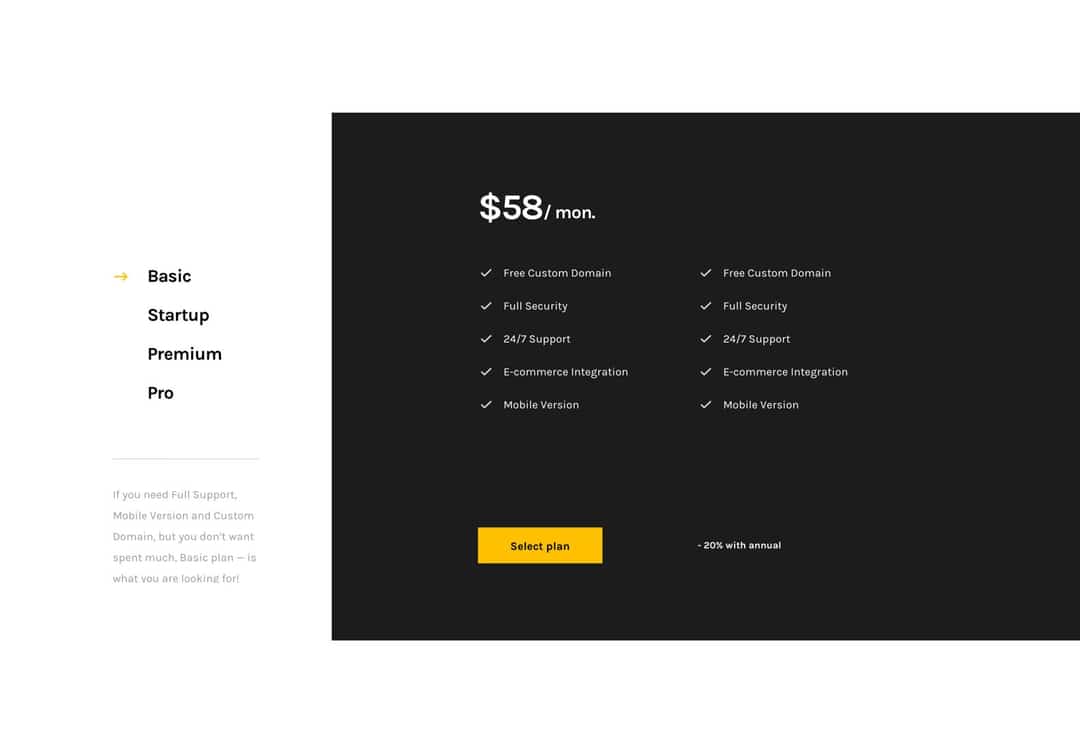 Basic
Startup
Premium
Pro
If you need Full Support,
Mobile Version and Custom
Domain, but you don't want
spent much, Basic plan — is
what you are looking for!
$58/ mon.
Free Custom Domain
Full Security
24/7 Support
E-commerce Integration
Mobile Version
Free Custom Domain
Full Security
24/7 Support
E-commerce Integration
Mobile Version
Select plan
- 20% with annual